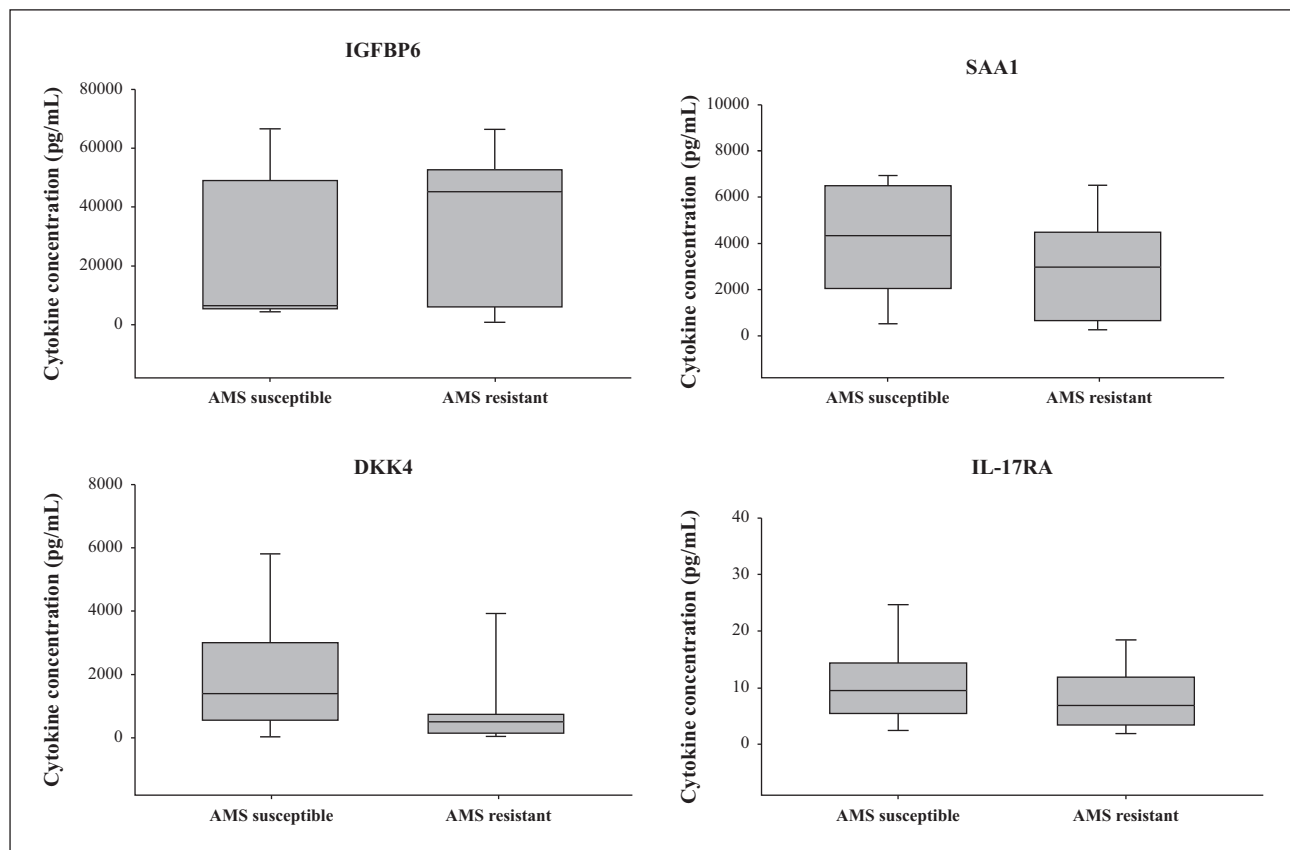 IGFBP6
Cytokine concentration (pg/mL)
80000
60000
40000
20000
0
AMS susceptible AMS resistant
SAA1
Cytokine concentration (pg/mL)
10000
8000
6000
4000
2000
0
AMS susceptible AMS resistant
DKK4
Cytokine concentration (pg/mL)
8000
6000
4000
2000
0
AMS susceptible AMS resistant
IL-17RA
Cytokine concentration (pg/mL)
40
30
20
10
0
AMS susceptible AMS resistant